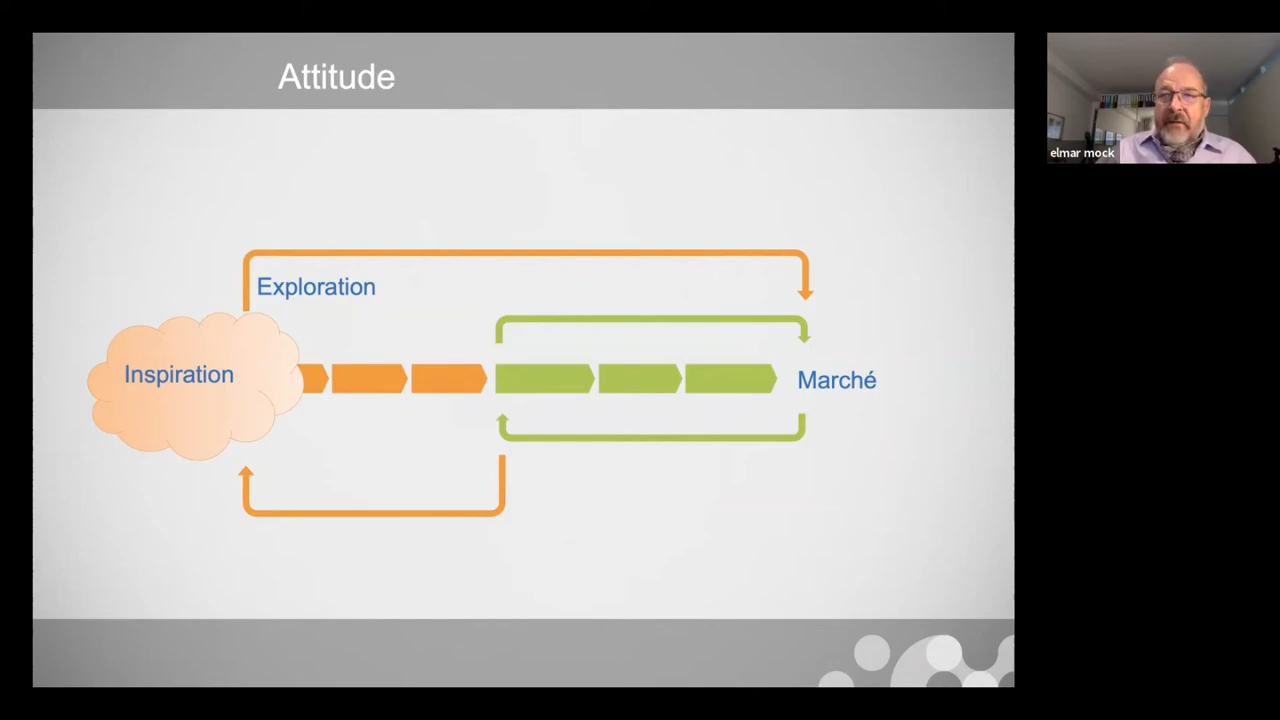 Attitude
Exploration
Inspiration
Marché
elmar mock